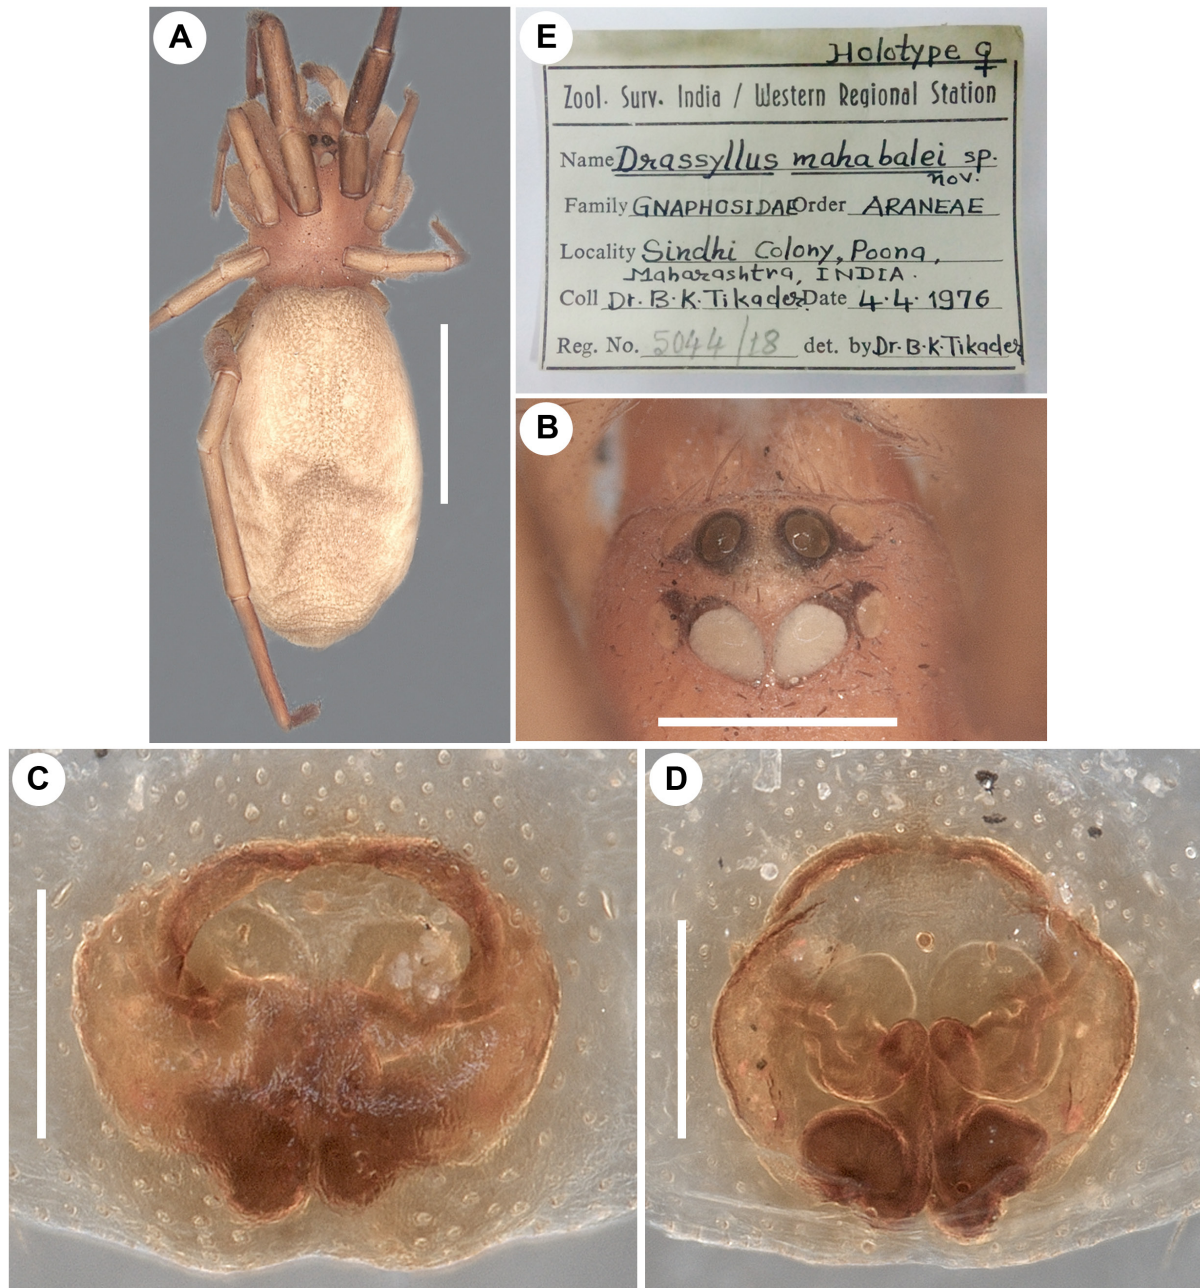 A
E
Holotype ♀
Zool. Surv. India / Western Regional Station
Name Drassyllus mahabalei sp.
nov.
Family GNAPHOSIDAE Order ARANEAE
Locality Sindhi Colony, Poona,
Maharashtra, INDIA.
Coll Dr. B. K. Tikader Date 4.4.1976
Reg. No. 5044/18 det. by Dr. B. K. Tikader
B
C
D